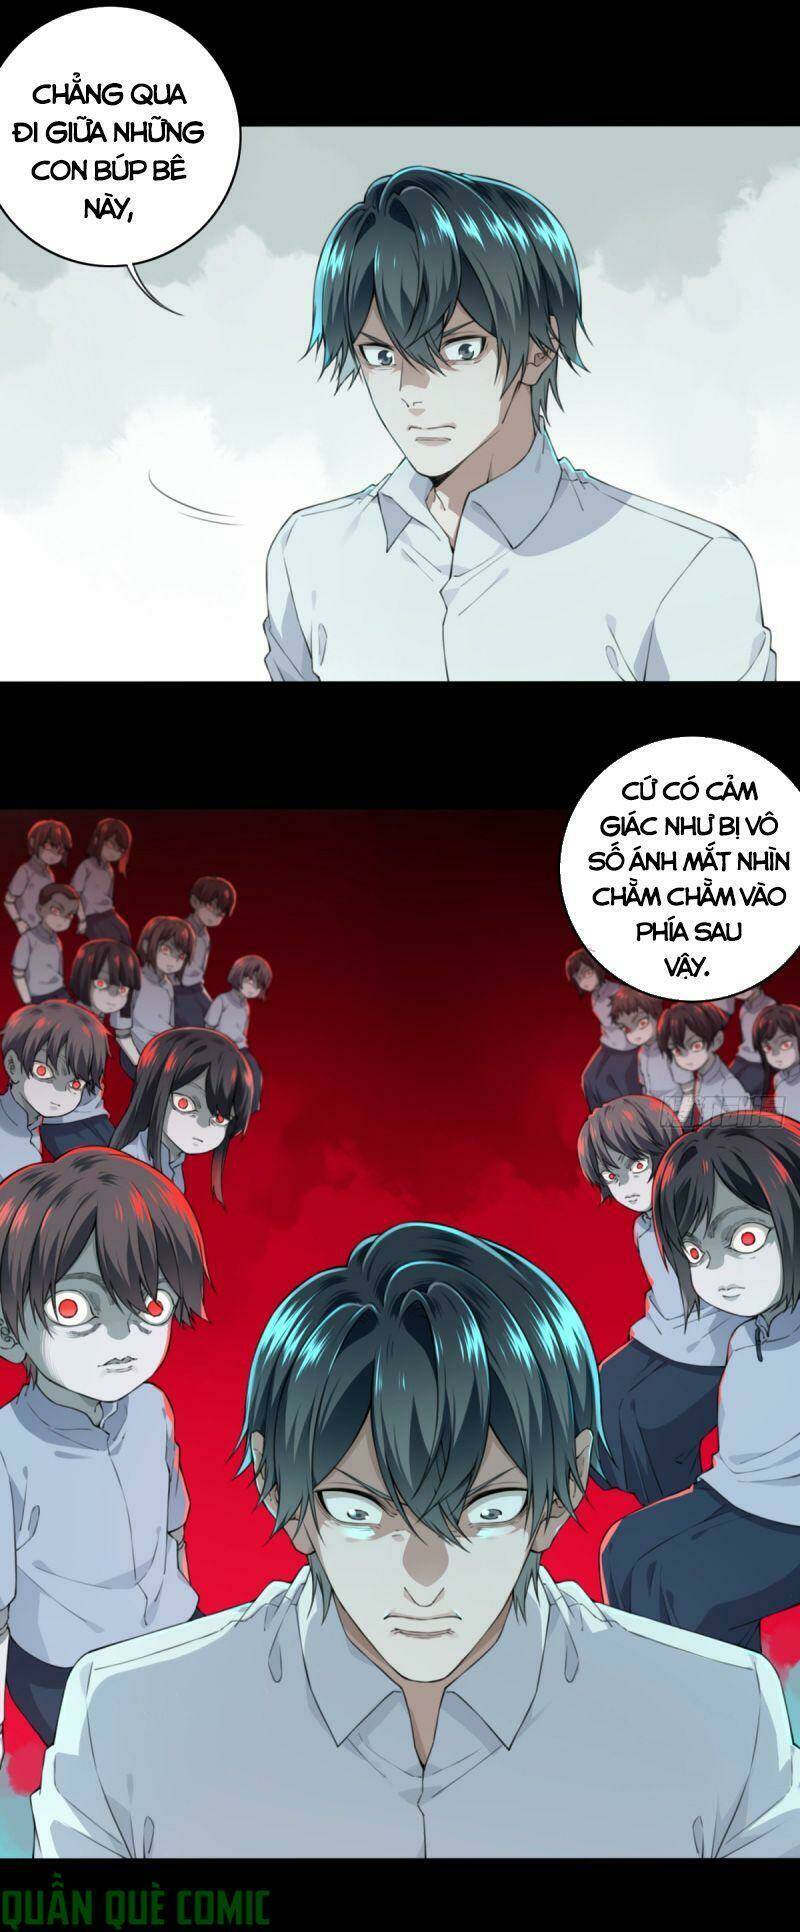 CHẲNG QUA
ĐI GIỮA NHỮNG
CON BÚP BÊ
NÀY,
CỨ CÓ CẢM
GIÁC NHƯ BỊ VÔ
SỐ ÁNH MẮT NHÌN
CHẰM CHẰM VÀO
PHÍA SAU
VẬY.
QUẦN QUÈ COMIC